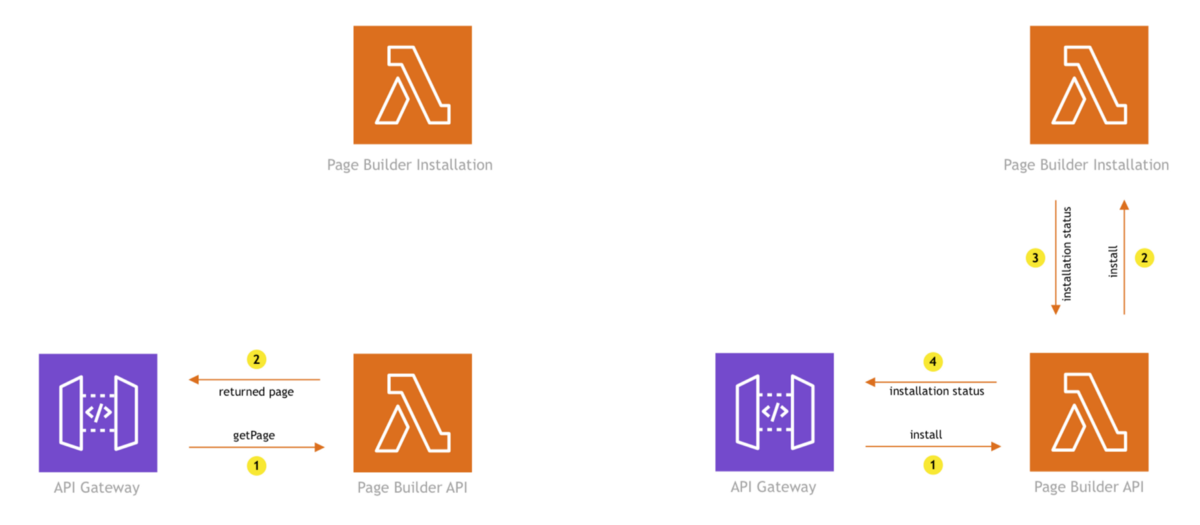 Page Builder Installation
2
returned page
getPage
1
</>
API Gateway
Page Builder API
Page Builder Installation
3
installation status
install
2
4
installation status
install
1
</>
API Gateway
Page Builder API